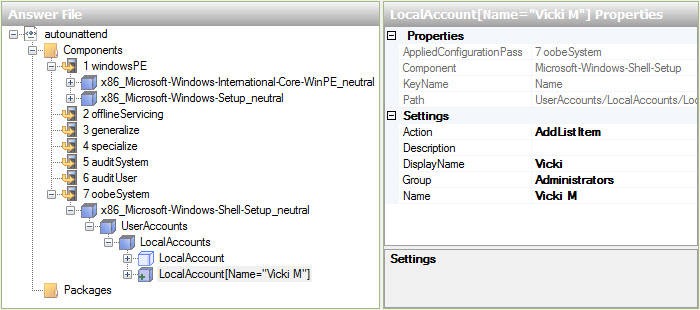 Answer File
autounattend
Components
1 windowsPE
x86_Microsoft-Windows-International-Core-WinPE_neutral
x86_Microsoft-Windows-Setup_neutral
2 offlineServicing
3 generalize
4 specialize
5 auditSystem
6 auditUser
7 oobeSystem
x86_Microsoft-Windows-Shell-Setup_neutral
UserAccounts
LocalAccounts
LocalAccount
LocalAccount[Name="Vicki M"]
Packages
LocalAccount[Name="Vicki M"] Properties
Properties
AppliedConfigurationPass 7 oobeSystem
Component Microsoft-Windows-Shell-Setup
KeyName Name
Path UserAccounts/LocalAccounts/Loc
Settings
Action AddListItem
Description
DisplayName Vicki
Group Administrators
Name Vicki M
Settings